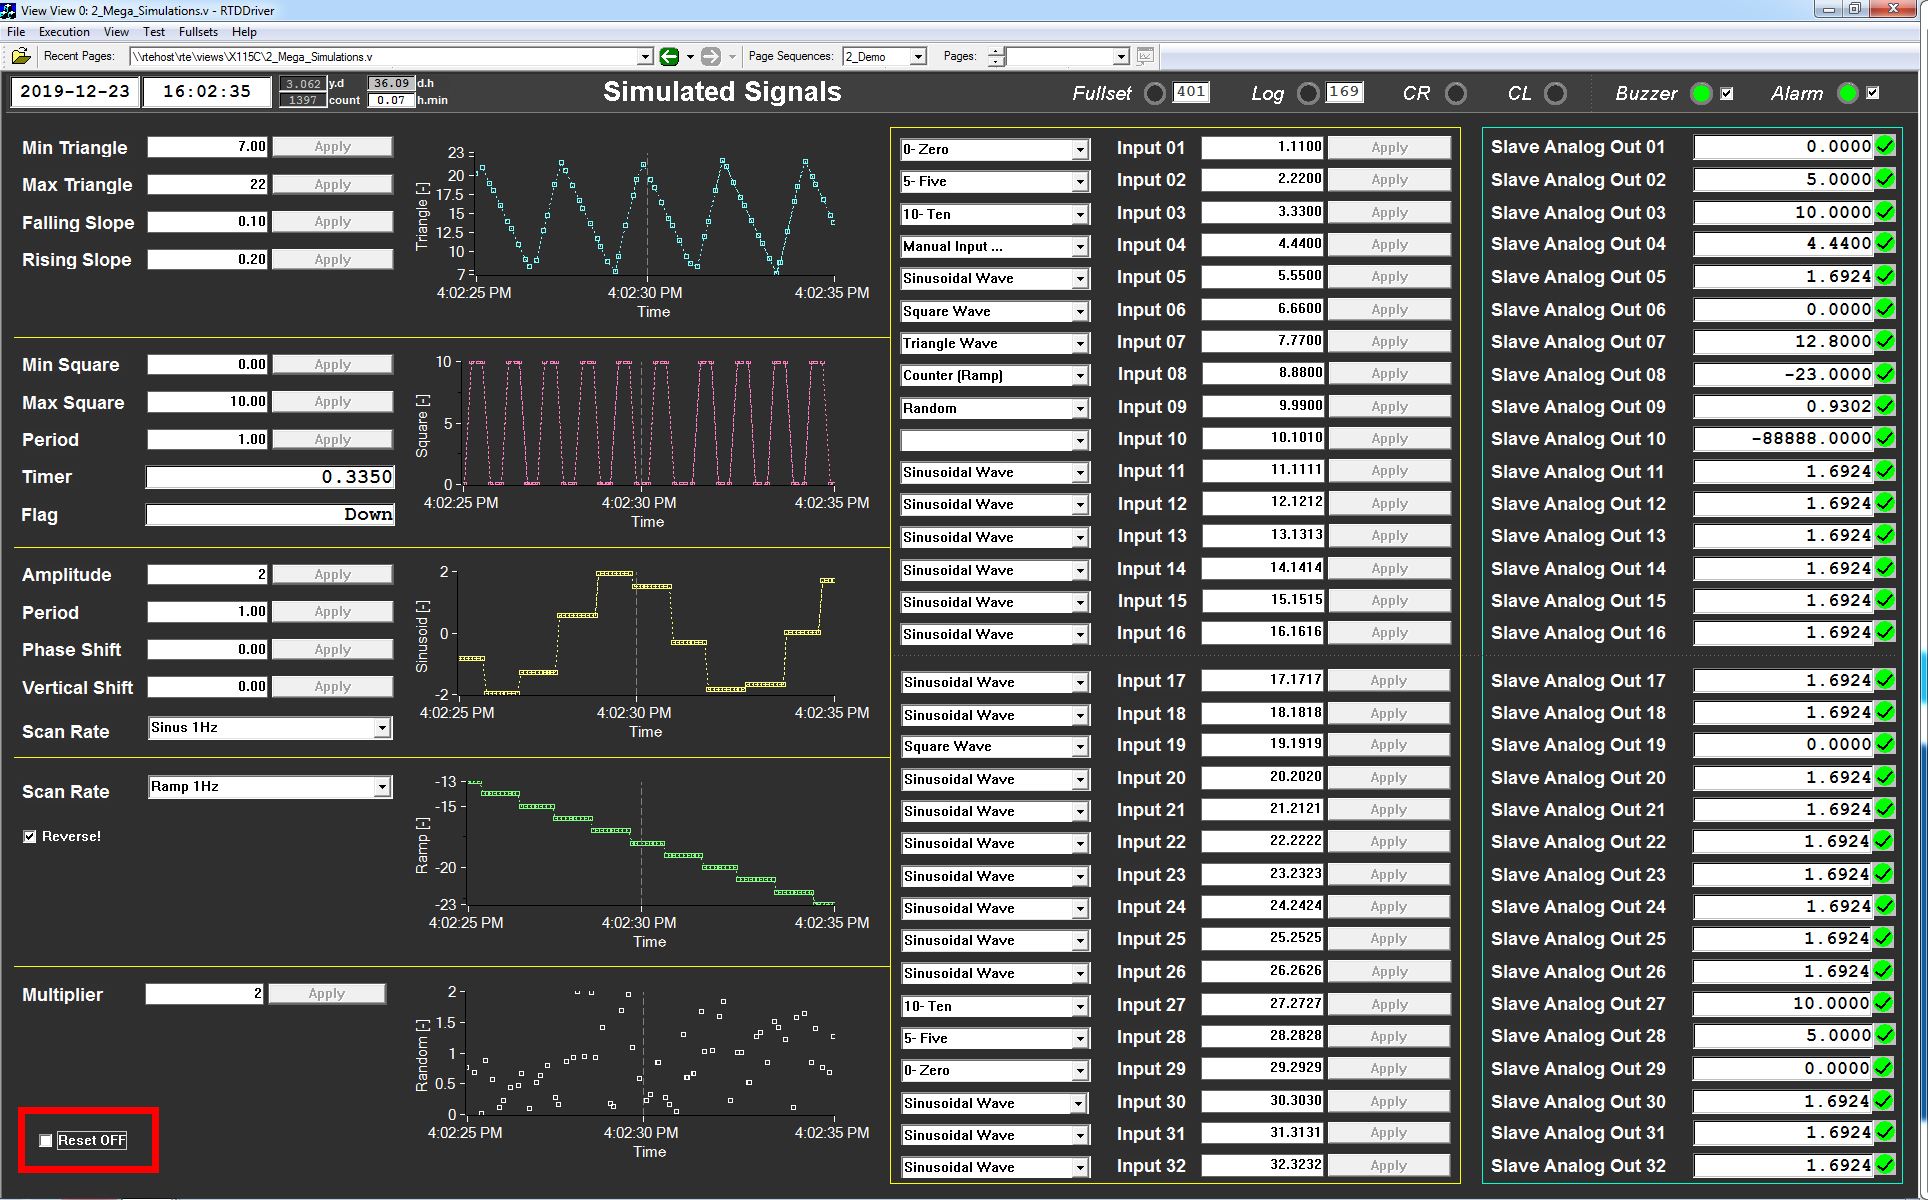 View View 0: 2_Mega_Simulations.v - RTDDriver
File Execution View Test Fullsets Help
Recent Pages: \\rtehost\rte\views\X115C\2_Mega_Simulations.v Page Sequences: 2_Demo Pages:
2019-12-23 16:02:35 3.062 y.d 36.09 d.h
1397 count 0.07 h.min
Simulated Signals
Fullset 401 Log 169 CR CL Buzzer Alarm
Min Triangle 7.00 Apply
Max Triangle 22 Apply
Falling Slope 0.10 Apply
Rising Slope 0.20 Apply
Triangle [-]
23
20
17.5
15
12.5
10
7
4:02:25 PM 4:02:30 PM 4:02:35 PM
Time
Min Square 0.00 Apply
Max Square 10.00 Apply
Period 1.00 Apply
Timer 0.3350
Flag Down
Square [-]
10
5
0
4:02:25 PM 4:02:30 PM 4:02:35 PM
Time
Amplitude 2 Apply
Period 1.00 Apply
Phase Shift 0.00 Apply
Vertical Shift 0.00 Apply
Scan Rate Sinus 1Hz
Sinusoid [-]
2
0
-2
4:02:25 PM 4:02:30 PM 4:02:35 PM
Time
Scan Rate Ramp 1Hz
Reverse!
Ramp [-]
-13
-15
-20
-23
4:02:25 PM 4:02:30 PM 4:02:35 PM
Time
Multiplier 2 Apply
Random [-]
2
1.5
1
0.5
0
4:02:25 PM 4:02:30 PM 4:02:35 PM
Time
Reset OFF
0- Zero Input 01 1.1100 Apply
5- Five Input 02 2.2200 Apply
10- Ten Input 03 3.3300 Apply
Manual Input ... Input 04 4.4400 Apply
Sinusoidal Wave Input 05 5.5500 Apply
Square Wave Input 06 6.6600 Apply
Triangle Wave Input 07 7.7700 Apply
Counter (Ramp) Input 08 8.8800 Apply
Random Input 09 9.9900 Apply
Input 10 10.1010 Apply
Sinusoidal Wave Input 11 11.1111 Apply
Sinusoidal Wave Input 12 12.1212 Apply
Sinusoidal Wave Input 13 13.1313 Apply
Sinusoidal Wave Input 14 14.1414 Apply
Sinusoidal Wave Input 15 15.1515 Apply
Sinusoidal Wave Input 16 16.1616 Apply
Sinusoidal Wave Input 17 17.1717 Apply
Sinusoidal Wave Input 18 18.1818 Apply
Square Wave Input 19 19.1919 Apply
Sinusoidal Wave Input 20 20.2020 Apply
Sinusoidal Wave Input 21 21.2121 Apply
Sinusoidal Wave Input 22 22.2222 Apply
Sinusoidal Wave Input 23 23.2323 Apply
Sinusoidal Wave Input 24 24.2424 Apply
Sinusoidal Wave Input 25 25.2525 Apply
Sinusoidal Wave Input 26 26.2626 Apply
10- Ten Input 27 27.2727 Apply
5- Five Input 28 28.2828 Apply
0- Zero Input 29 29.2929 Apply
Sinusoidal Wave Input 30 30.3030 Apply
Sinusoidal Wave Input 31 31.3131 Apply
Sinusoidal Wave Input 32 32.3232 Apply
Slave Analog Out 01 0.0000
Slave Analog Out 02 5.0000
Slave Analog Out 03 10.0000
Slave Analog Out 04 4.4400
Slave Analog Out 05 1.6924
Slave Analog Out 06 0.0000
Slave Analog Out 07 12.8000
Slave Analog Out 08 -23.0000
Slave Analog Out 09 0.9302
Slave Analog Out 10 -88888.0000
Slave Analog Out 11 1.6924
Slave Analog Out 12 1.6924
Slave Analog Out 13 1.6924
Slave Analog Out 14 1.6924
Slave Analog Out 15 1.6924
Slave Analog Out 16 1.6924
Slave Analog Out 17 1.6924
Slave Analog Out 18 1.6924
Slave Analog Out 19 0.0000
Slave Analog Out 20 1.6924
Slave Analog Out 21 1.6924
Slave Analog Out 22 1.6924
Slave Analog Out 23 1.6924
Slave Analog Out 24 1.6924
Slave Analog Out 25 1.6924
Slave Analog Out 26 1.6924
Slave Analog Out 27 10.0000
Slave Analog Out 28 5.0000
Slave Analog Out 29 0.0000
Slave Analog Out 30 1.6924
Slave Analog Out 31 1.6924
Slave Analog Out 32 1.6924